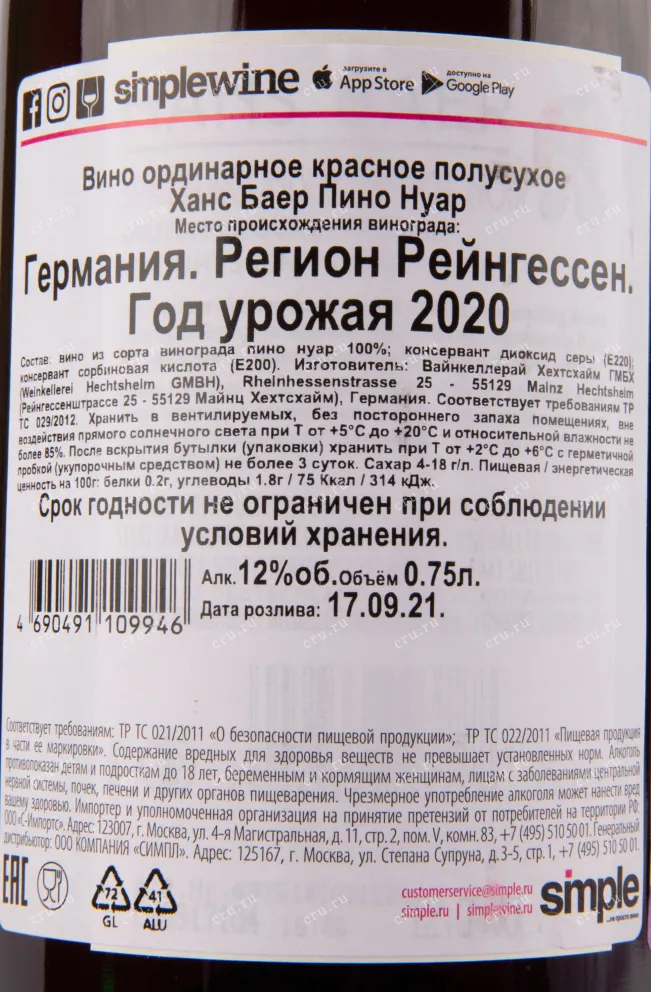 simplewine загрузите в App Store доступно на Google Play
Вино ординарное красное полусухое
Ханс Баер Пино Нуар
Место происхождения винограда:
Германия. Регион Рейнгессен.
Год урожая 2020
Состав: вино из сорта винограда пино нуар 100%; консервант диоксид серы (Е220);
консервант сорбиновая кислота (Е200). Изготовитель: Вайнкеллерай Хехтсхайм ГМБХ
(Weinkellerei Hechtsheim GMBH), Rheinhessenstrasse 25 - 55129 Mainz Hechtsheim
(Рейнгессенштрассе 25 - 55129 Майнц Хехтсхайм), Германия. Соответствует требованиям ТР
ТС 029/2012. Хранить в вентилируемых, без постороннего запаха помещениях, вне
воздействия прямого солнечного света при Т от +5°С до +20°С и относительной влажности не
более 85%. После вскрытия бутылки (упаковки) хранить при Т от +2°С до +6°С с герметичной
пробкой (укупорочным средством) не более 3 суток. Сахар 4-18 г/л. Пищевая / энергетическая
ценность на 100г: белки 0.2г, углеводы 1.8г / 75 Ккал / 314 кДж.
Срок годности не ограничен при соблюдении
условий хранения.
Алк.12%об.Объём 0.75л.
Дата розлива: 17.09.21.
4 690491 109946
Соответствует требованиям: ТР ТС 021/2011 «О безопасности пищевой продукции»; ТР ТС 022/2011 «Пищевая продукция
в части ее маркировки». Содержание вредных для здоровья веществ не превышает установленных норм. Алкоголь
противопоказан детям и подросткам до 18 лет, беременным и кормящим женщинам, лицам с заболеваниями центральной
нервной системы, почек, печени и других органов пищеварения. Чрезмерное употребление алкоголя может нанести вред
вашему здоровью. Импортер и уполномоченная организация на принятие претензий от потребителей на территории РФ:
ООО «С-Импортс». Адрес: 123007, г. Москва, ул. 4-я Магистральная, д.11, стр. 2, пом. V, комн. 83, +7 (495) 510 50 01. Генеральный
дистрибьютор: ООО КОМПАНИЯ «СИМПЛ». Адрес: 125167, г. Москва, ул. Степана Супруна, д.3-5, стр.1, +7 (495) 510 50 01.
EAC 72 GL 41 ALU
customerservice@simple.ru
simple.ru | simplewine.ru
simple
...не просто вино
cru.ru